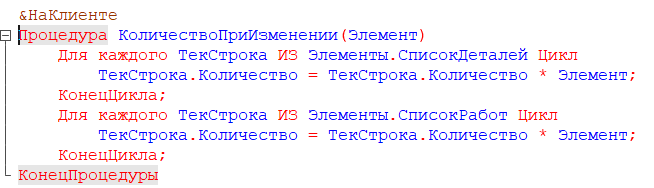 &НаКлиенте
Процедура КоличествоПриИзменении(Элемент)
Для каждого ТекСтрока ИЗ Элементы.СписокДеталей Цикл
ТекСтрока.Количество = ТекСтрока.Количество * Элемент;
КонецЦикла;
Для каждого ТекСтрока ИЗ Элементы.СписокРабот Цикл
ТекСтрока.Количество = ТекСтрока.Количество * Элемент;
КонецЦикла;
КонецПроцедуры